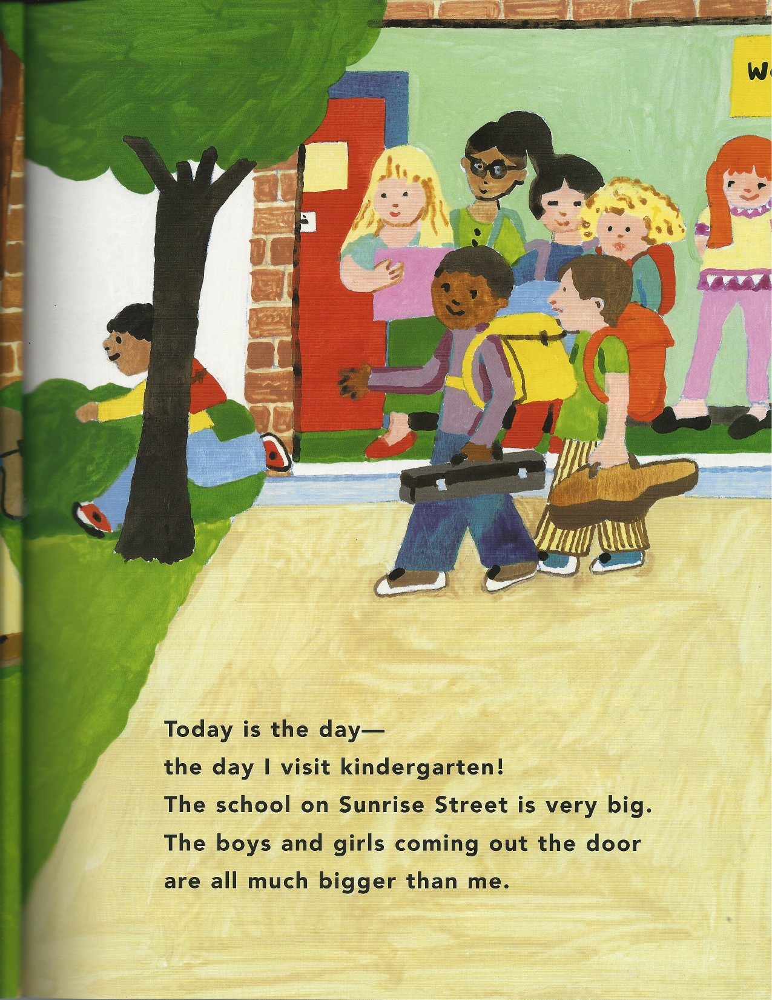 Today is the day—
the day I visit kindergarten!
The school on Sunrise Street is very big.
The boys and girls coming out the door
are all much bigger than me.